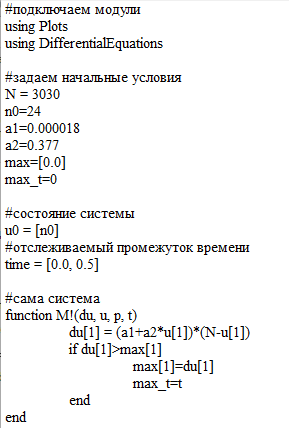 #подключаем модули
using Plots
using DifferentialEquations
#задаем начальные условия
N = 3030
n0=24
a1=0.000018
a2=0.377
max=[0.0]
max_t=0
#состояние системы
u0 = [n0]
#отслеживаемый промежуток времени
time = [0.0, 0.5]
#сама система
function M!(du, u, p, t)
du[1] = (a1+a2*u[1])*(N-u[1])
if du[1]>max[1]
max[1]=du[1]
max_t=t
end
end